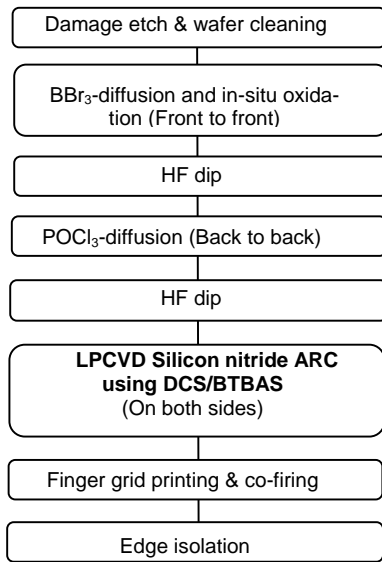 Damage etch & wafer cleaning
BBr₃-diffusion and in-situ oxida-
tion (Front to front)
HF dip
POCl₃-diffusion (Back to back)
HF dip
LPCVD Silicon nitride ARC
using DCS/BTBAS
(On both sides)
Finger grid printing & co-firing
Edge isolation